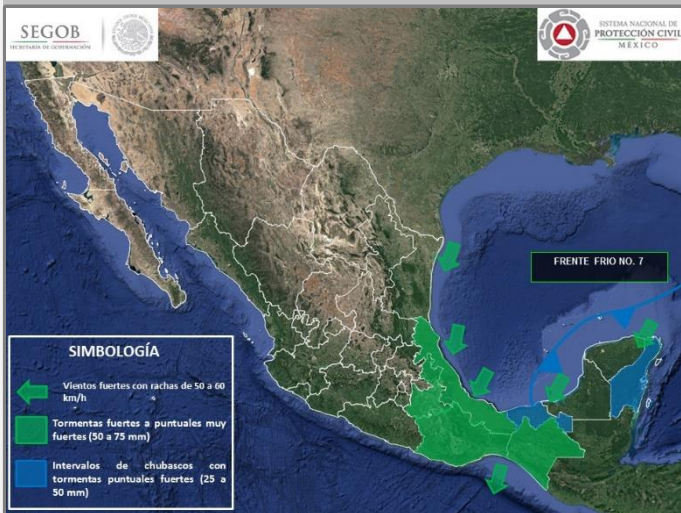 SEGOB
SECRETARÍA DE GOBERNACIÓN
SISTEMA NACIONAL DE
PROTECCIÓN CIVIL
MÉXICO
FRENTE FRIO NO. 7
SIMBOLOGÍA
Vientos fuertes con rachas de 50 a 60
km/h
Tormentas fuertes a puntuales muy
fuertes (50 a 75 mm)
Intervalos de chubascos con
tormentas puntuales fuertes (25 a
50 mm)